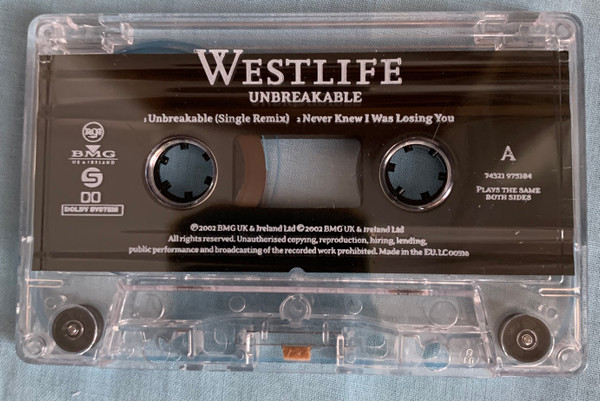 WESTLIFE
UNBREAKABLE
1 Unbreakable (Single Remix) 2 Never Knew I Was Losing You
BMG
UK & IRELAND
S
DOLBY SYSTEM
A
74321 975184
PLAYS THE SAME
BOTH SIDES
℗ 2002 BMG UK & Ireland Ltd © 2002 BMG UK & Ireland Ltd
All rights reserved. Unauthorised copying, reproduction, hiring, lending,
public performance and broadcasting of the recorded work prohibited. Made in the EU. LC00316